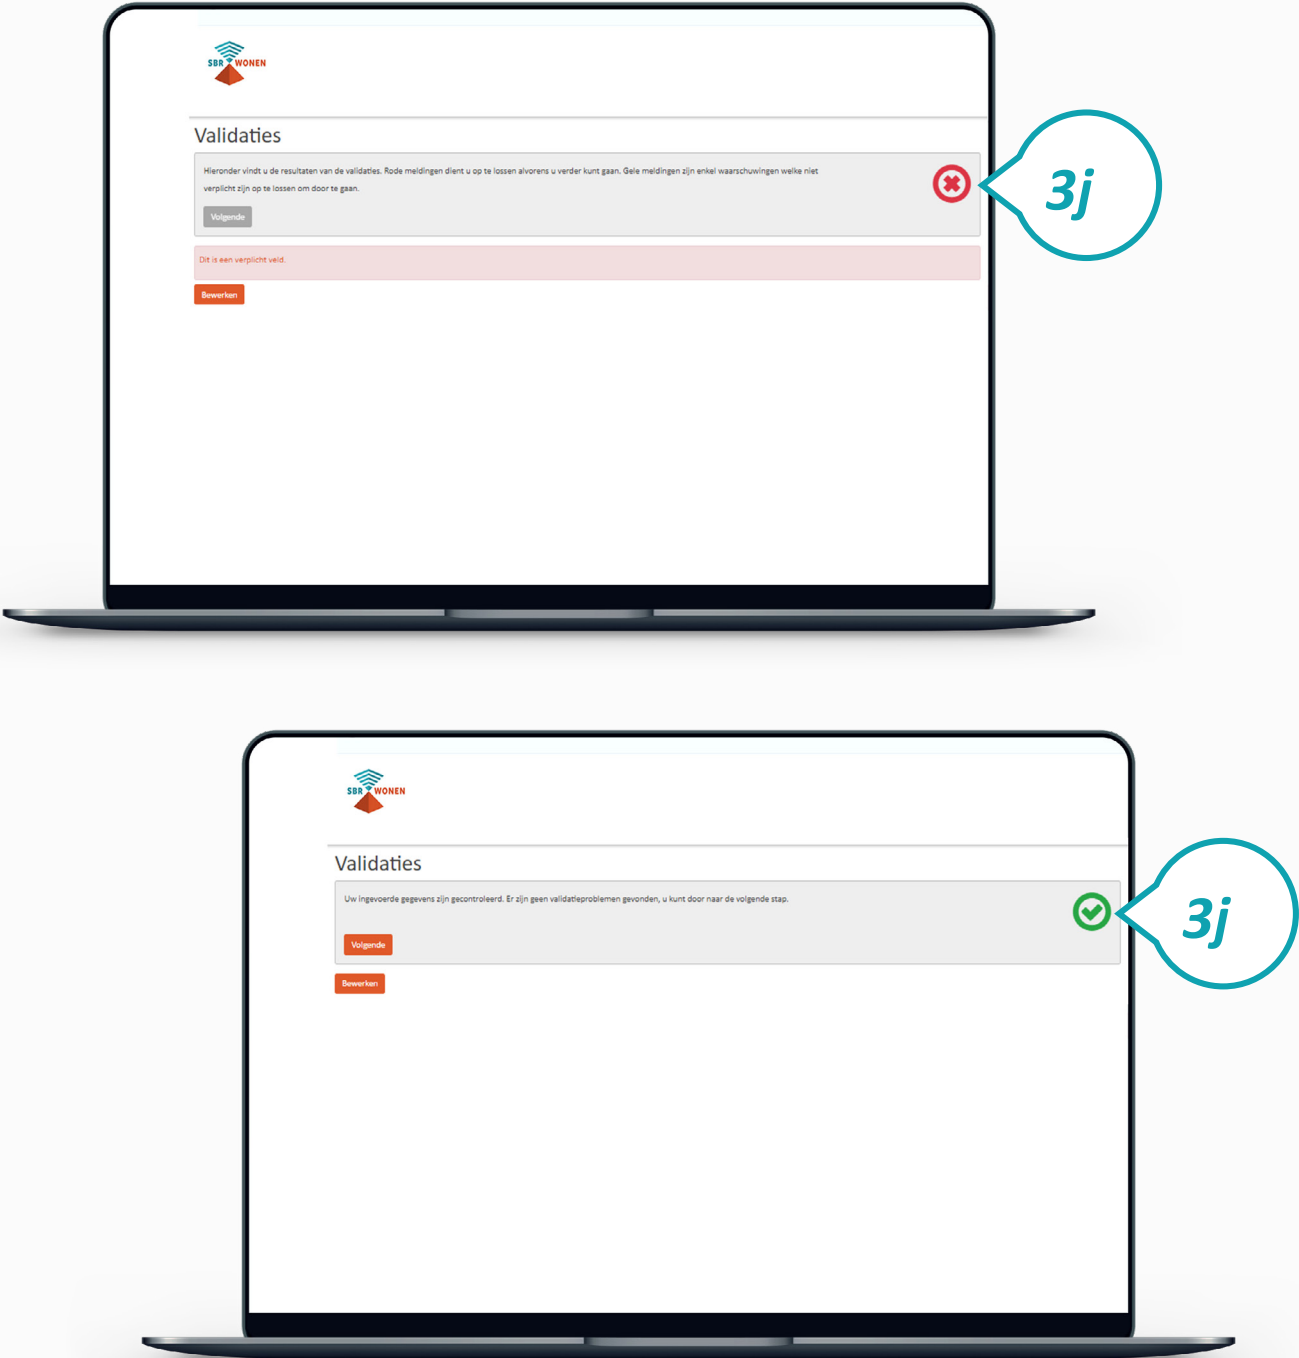 SBR WONEN
Validaties
Hieronder vindt u de resultaten van de validaties. Rode meldingen dient u op te lossen alvorens u verder kunt gaan. Gele meldingen zijn enkel waarschuwingen welke niet
verplicht zijn op te lossen om door te gaan.
Volgende
3j
Dit is een verplicht veld.
Bewerken
SBR WONEN
Validaties
Uw ingevoerde gegevens zijn gecontroleerd. Er zijn geen validatieproblemen gevonden, u kunt door naar de volgende stap.
3j
Volgende
Bewerken